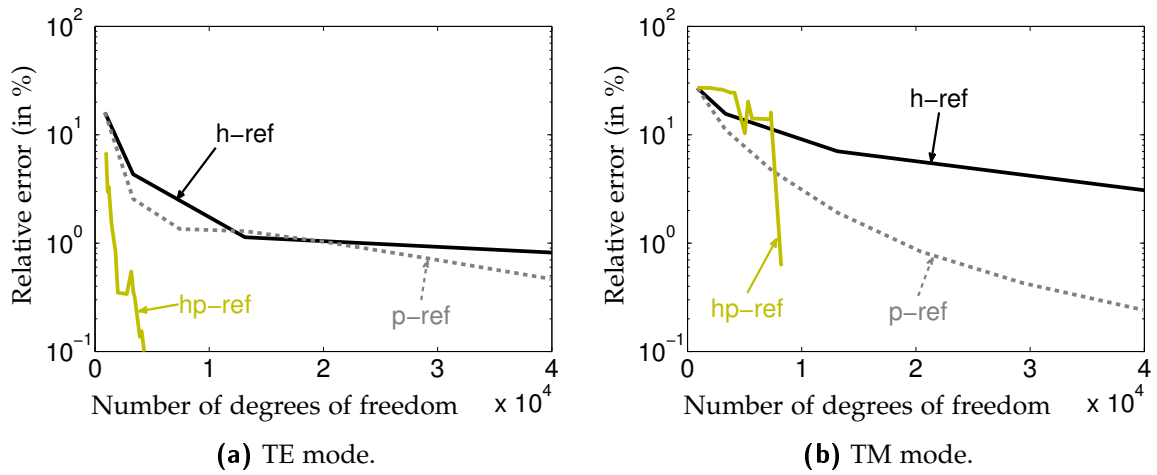 10^2
10^1
10^0
10^-1
Relative error (in %)
h-ref
hp-ref
p-ref
0
1
2
3
4
x 10^4
Number of degrees of freedom
(a) TE mode.
10^2
10^1
10^0
10^-1
Relative error (in %)
h-ref
hp-ref
p-ref
0
1
2
3
4
x 10^4
Number of degrees of freedom
(b) TM mode.